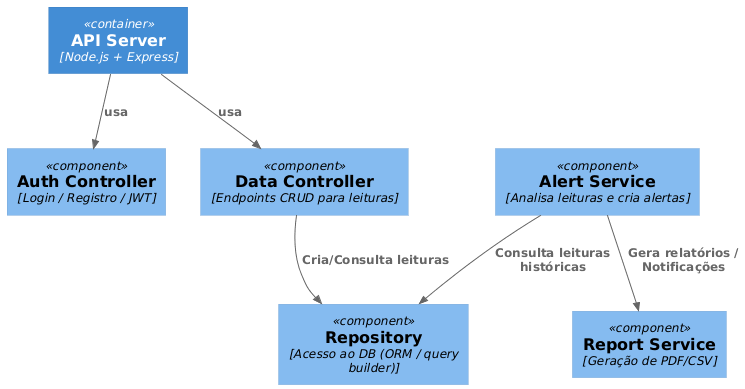 «container»
API Server
[Node.js + Express]
usa
usa
«component»
Auth Controller
[Login / Registro / JWT]
«component»
Data Controller
[Endpoints CRUD para leituras]
«component»
Alert Service
[Analisa leituras e cria alertas]
Cria/Consulta leituras
Consulta leituras
históricas
Gera relatórios /
Notificações
«component»
Repository
[Acesso ao DB (ORM / query
builder)]
«component»
Report Service
[Geração de PDF/CSV]